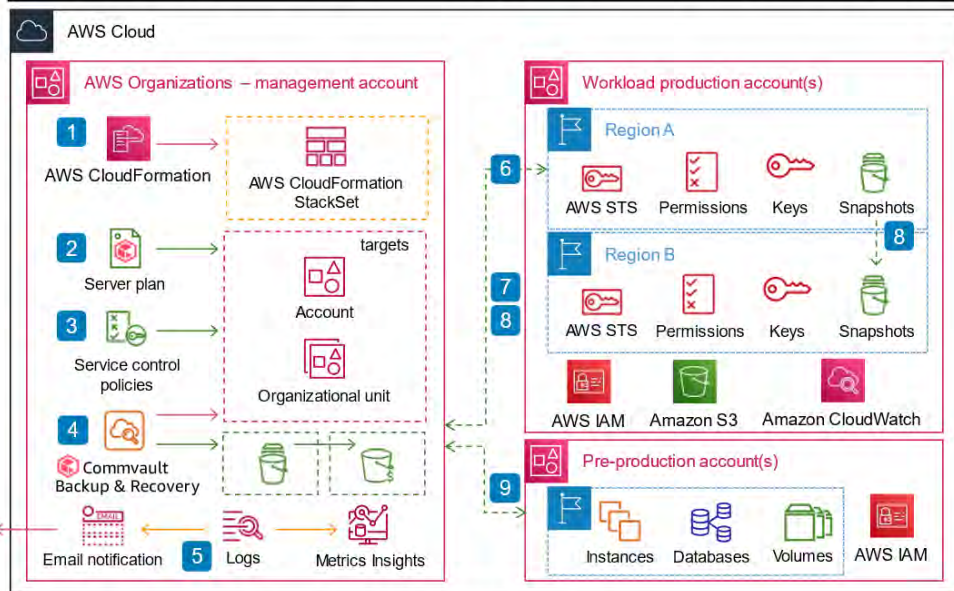 AWS Cloud
AWS Organizations – management account
1
AWS CloudFormation
AWS CloudFormation
StackSet
2
Server plan
targets
Account
3
Service control
policies
Organizational unit
4
Commvault
Backup & Recovery
EMAIL
Email notification
5
Logs
Metrics Insights
6
7
8
9
Workload production account(s)
Region A
AWS STS
Permissions
Keys
Snapshots
8
Region B
AWS STS
Permissions
Keys
Snapshots
AWS IAM
Amazon S3
Amazon CloudWatch
Pre-production account(s)
Instances
Databases
Volumes
AWS IAM